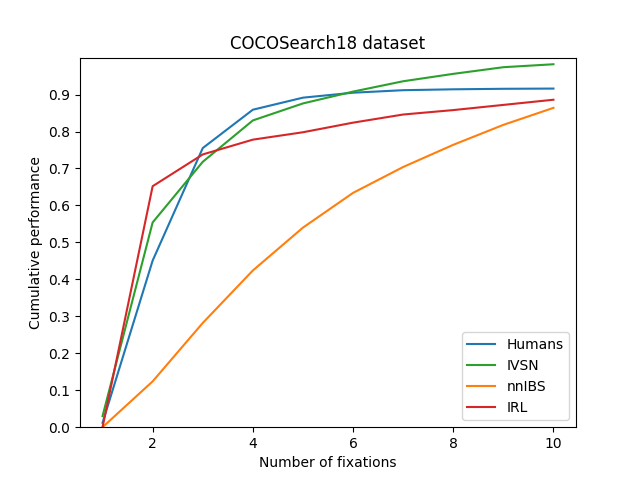 COCOSearch18 dataset
Cumulative performance
0.9
0.8
0.7
0.6
0.5
0.4
0.3
0.2
0.1
0.0
2 4 6 8 10
Number of fixations
Humans
IVSN
nnIBS
IRL